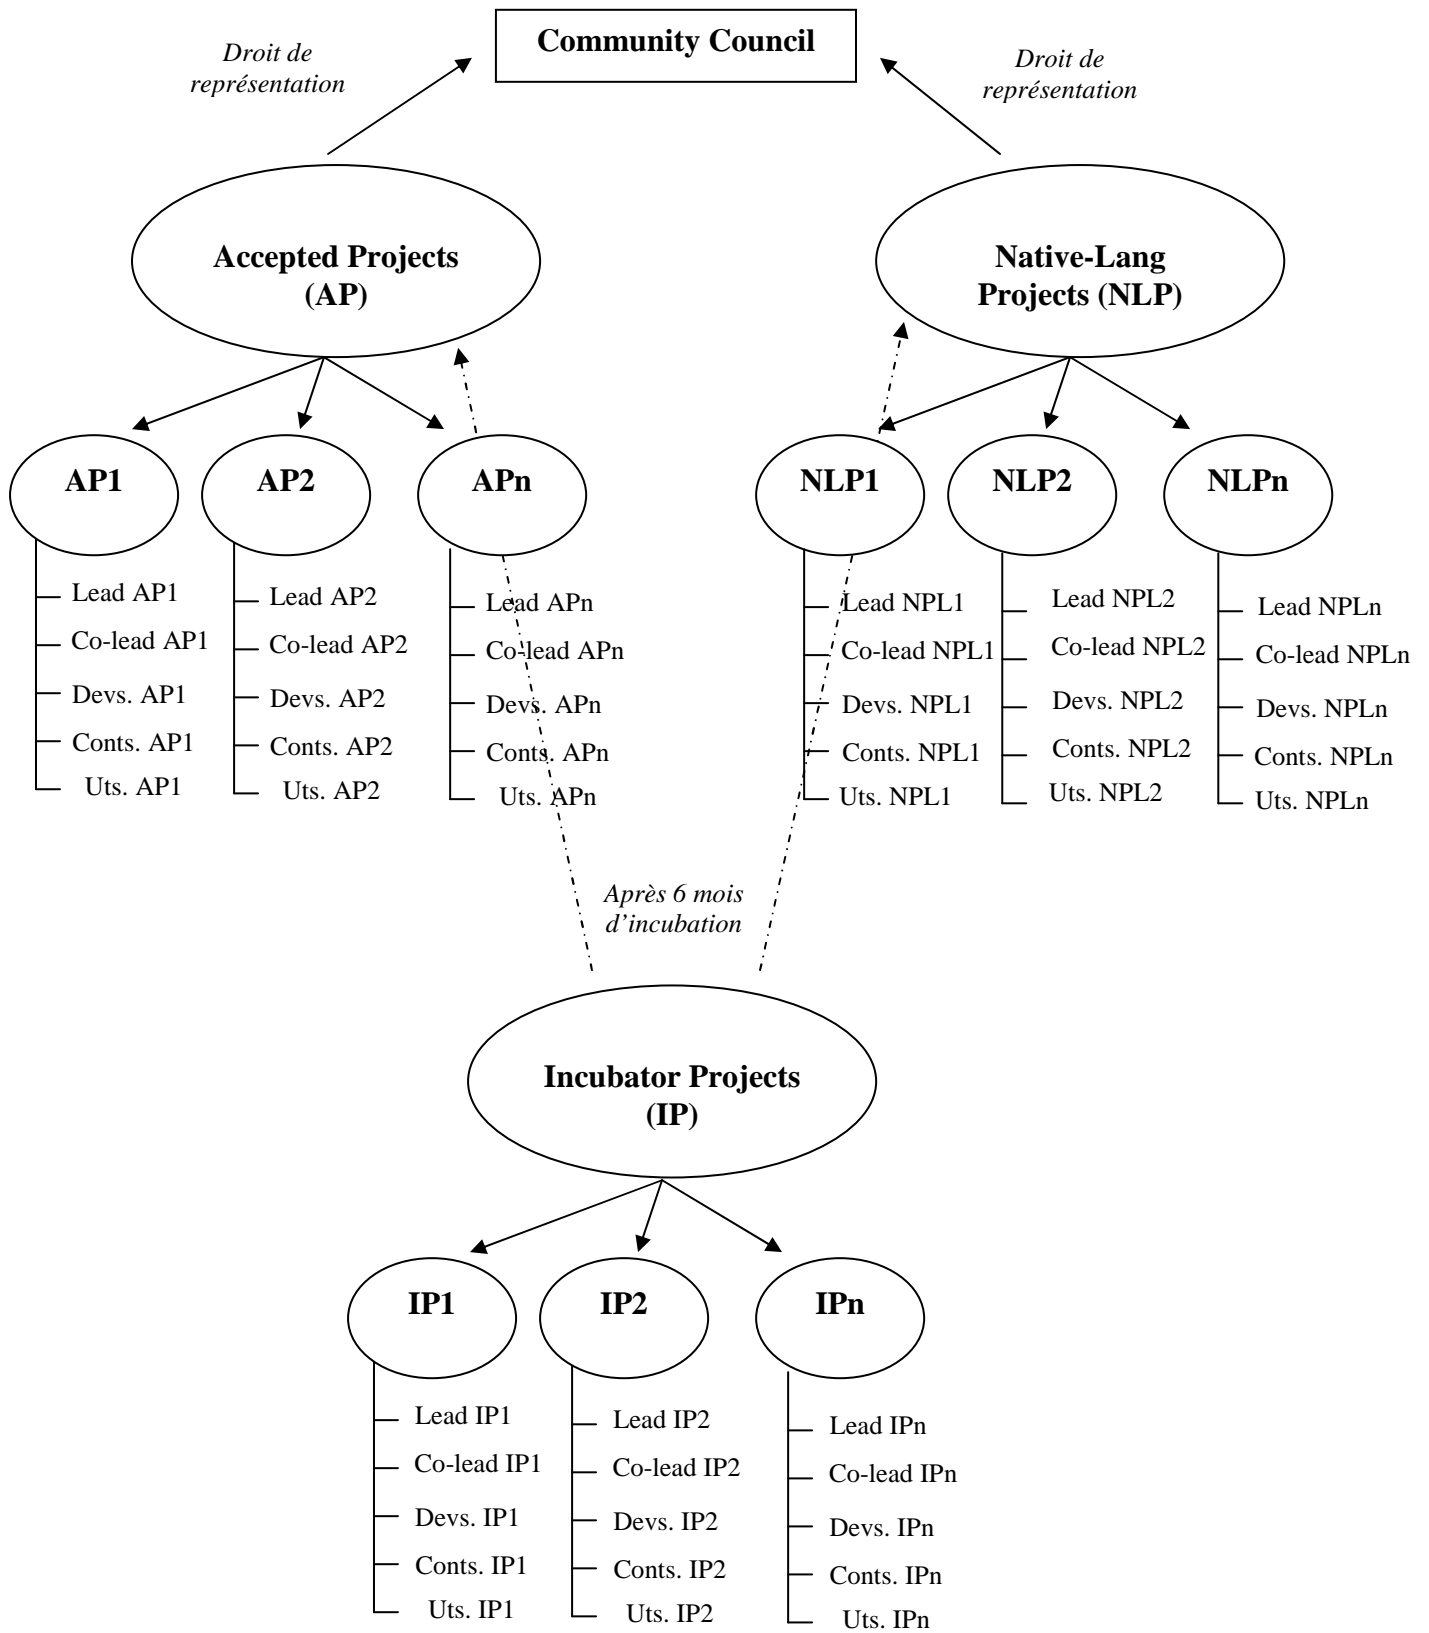 Community Council
Droit de
représentation
Droit de
représentation
Accepted Projects
(AP)
Native-Lang
Projects (NLP)
AP1
AP2
APn
NLP1
NLP2
NLPn
Lead AP1
Co-lead AP1
Devs. AP1
Conts. AP1
Uts. AP1
Lead AP2
Co-lead AP2
Devs. AP2
Conts. AP2
Uts. AP2
Lead APn
Co-lead APn
Devs. APn
Conts. APn
Uts. APn
Lead NPL1
Co-lead NPL1
Devs. NPL1
Conts. NPL1
Uts. NPL1
Lead NPL2
Co-lead NPL2
Devs. NPL2
Conts. NPL2
Uts. NPL2
Lead NPLn
Co-lead NPLn
Devs. NPLn
Conts. NPLn
Uts. NPLn
Après 6 mois
d’incubation
Incubator Projects
(IP)
IP1
IP2
IPn
Lead IP1
Co-lead IP1
Devs. IP1
Conts. IP1
Uts. IP1
Lead IP2
Co-lead IP2
Devs. IP2
Conts. IP2
Uts. IP2
Lead IPn
Co-lead IPn
Devs. IPn
Conts. IPn
Uts. IPn